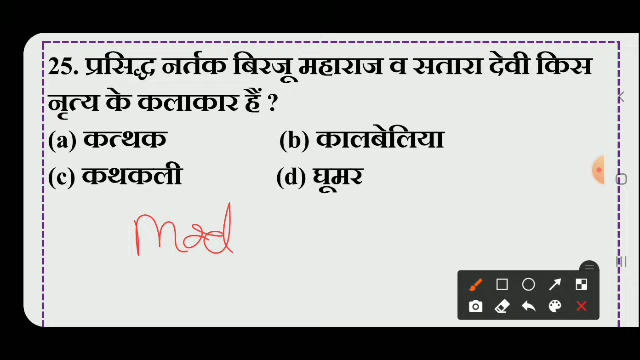 25. प्रसिद्ध नर्तक बिरजू महाराज व सतारा देवी किस
नृत्य के कलाकार हैं ?
(a) कत्थक (b) कालबेलिया
(c) कथकली (d) घूमर
mad